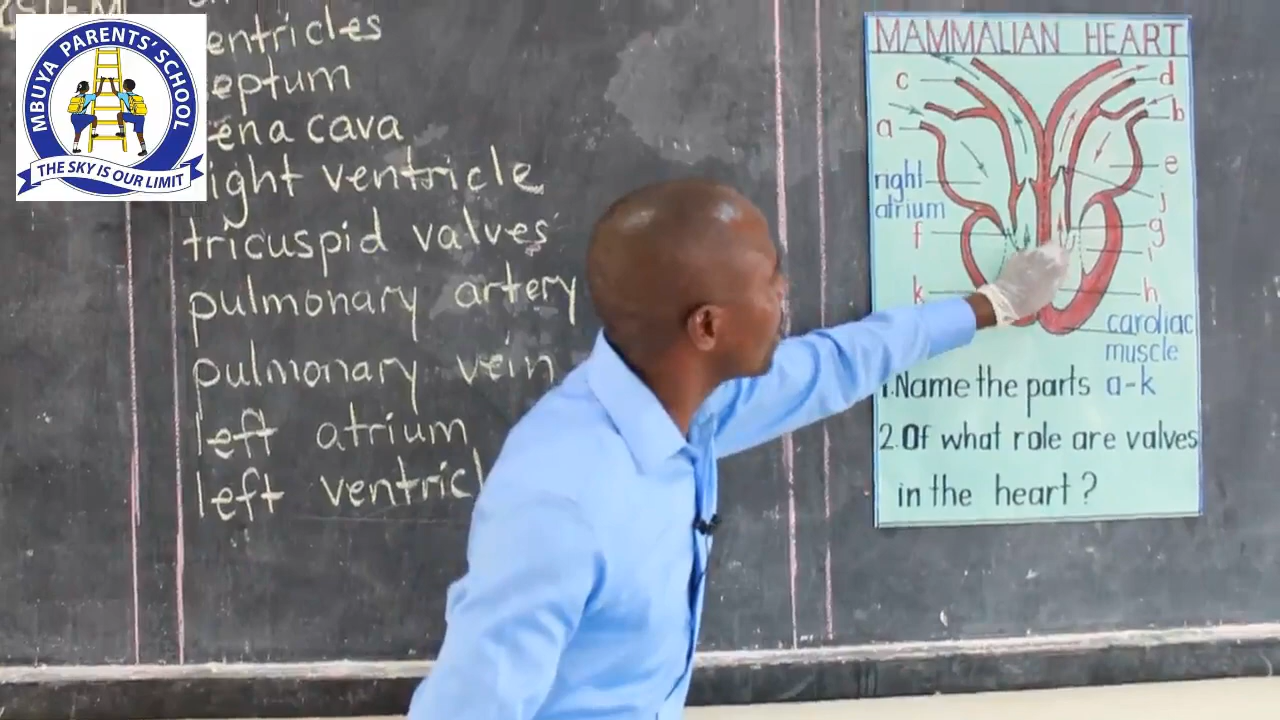 MBUYA PARENTS' SCHOOL
THE SKY IS OUR LIMIT
entricles
eptum
ena cava
ight ventricle
tricuspid valves
pulmonary artery
pulmonary vein
left atrium
left ventricl
MAMMALIAN HEART
c
d
b
a
e
right
atrium
j
f
g
i
k
h
cardiac
muscle
1.Name the parts a-k
2.Of what role are valves
in the heart?